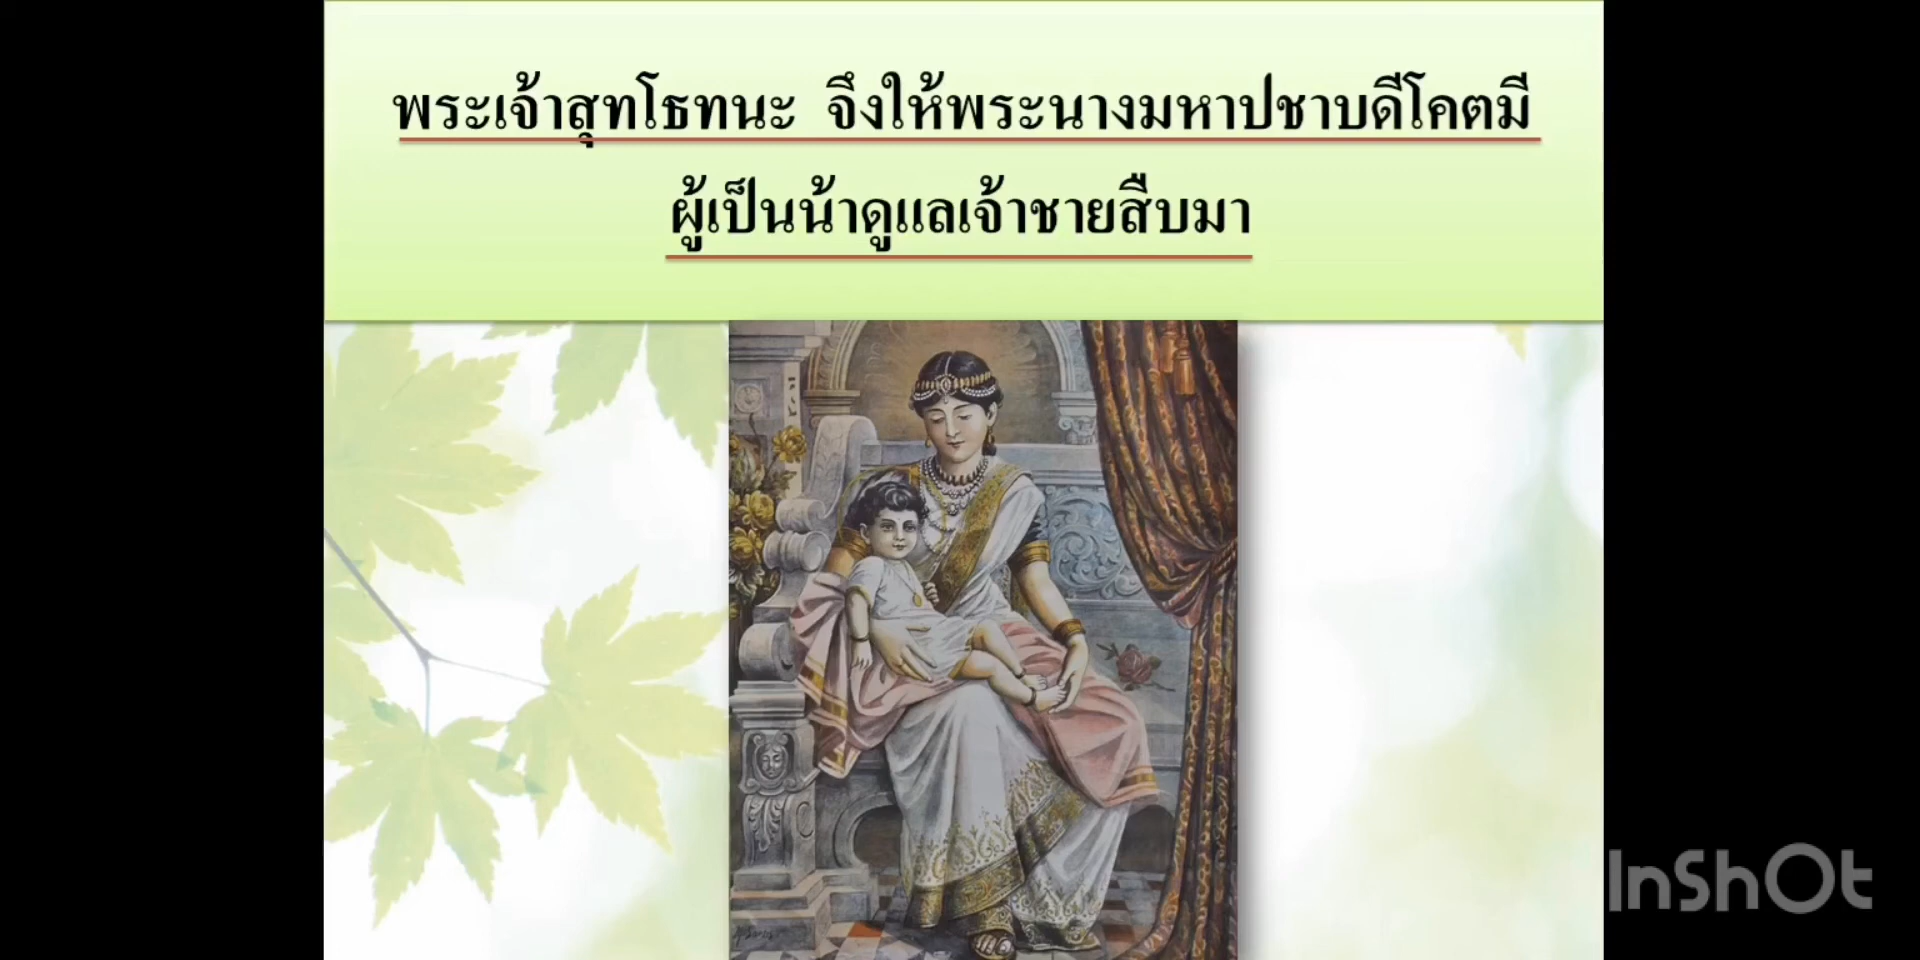 พระเจ้าสุทโธทนะ จึงให้พระนางมหาปชาบดีโคตมี
ผู้เป็นน้าดูแลเจ้าชายสืบมา
InShOt